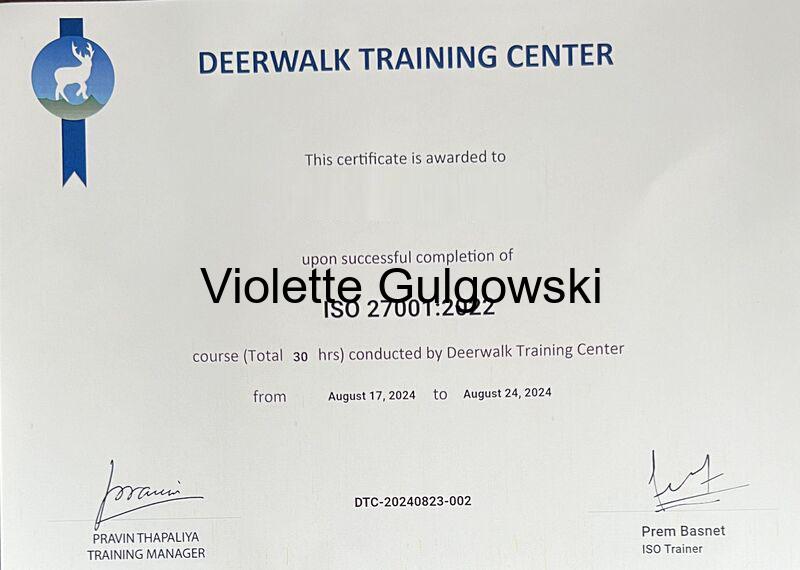 DEERWALK TRAINING CENTER
This certificate is awarded to
upon successful completion of
Violette Gulgowski
ISO 27001:2022
course (Total 30 hrs) conducted by Deerwalk Training Center
from August 17, 2024 to August 24, 2024
DTC-20240823-002
PRAVIN THAPALIYA
TRAINING MANAGER
Prem Basnet
ISO Trainer